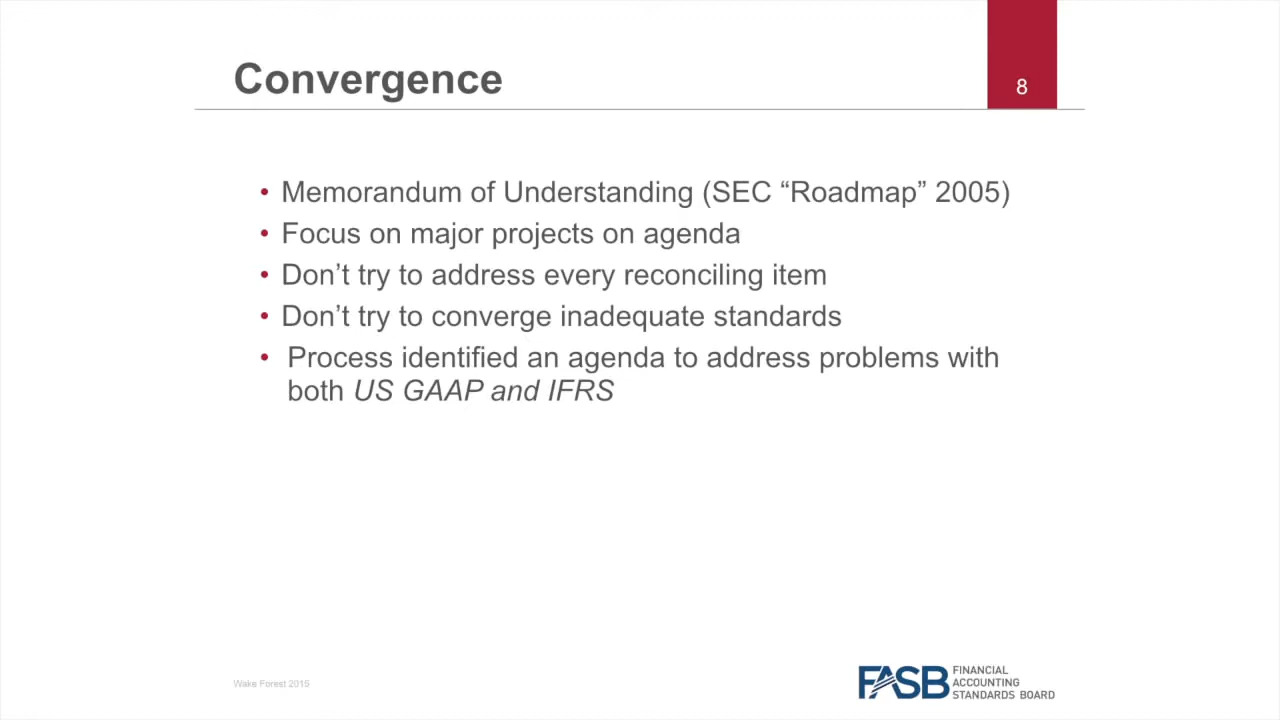 Convergence
8
• Memorandum of Understanding (SEC “Roadmap” 2005)
• Focus on major projects on agenda
• Don’t try to address every reconciling item
• Don’t try to converge inadequate standards
• Process identified an agenda to address problems with
both US GAAP and IFRS
Wake Forest 2015
FASB
FINANCIAL
ACCOUNTING
STANDARDS BOARD